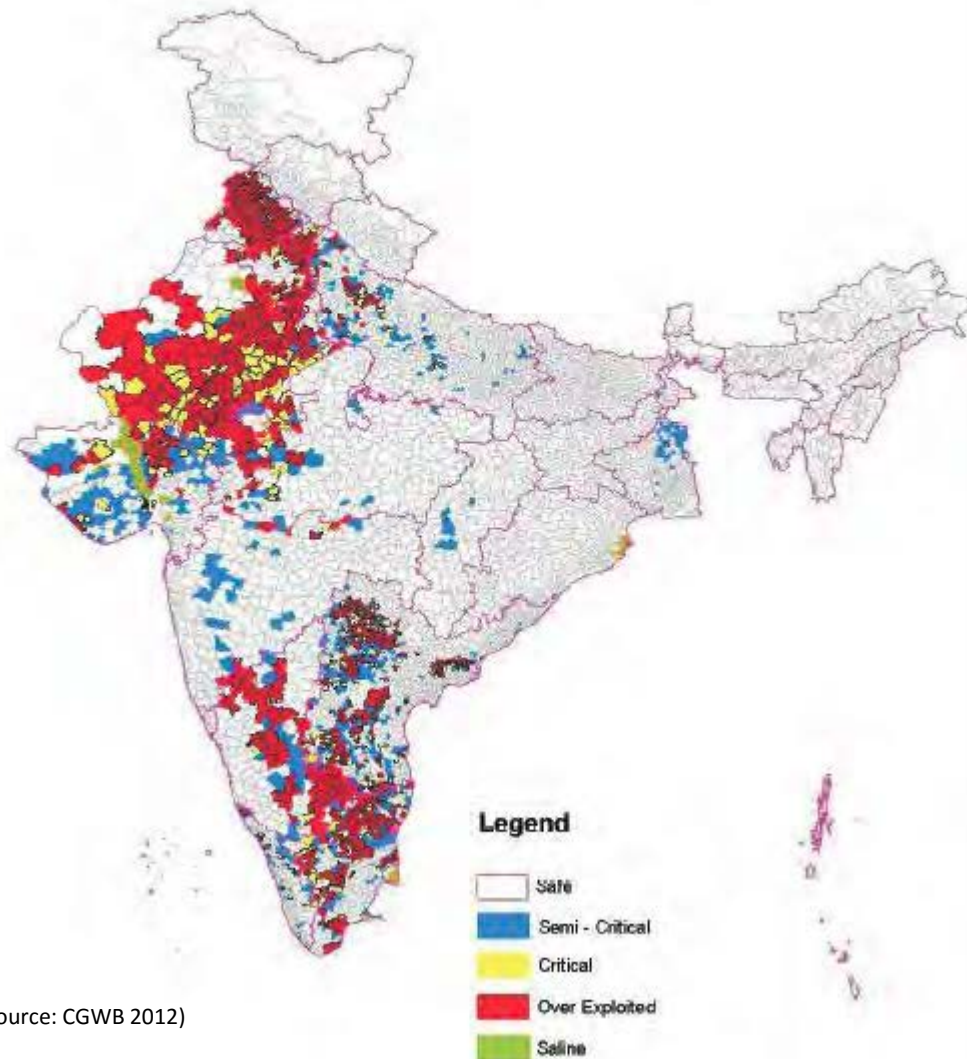 Legend
Safe
Semi - Critical
Critical
Over Exploited
Saline
ource: CGWB 2012)